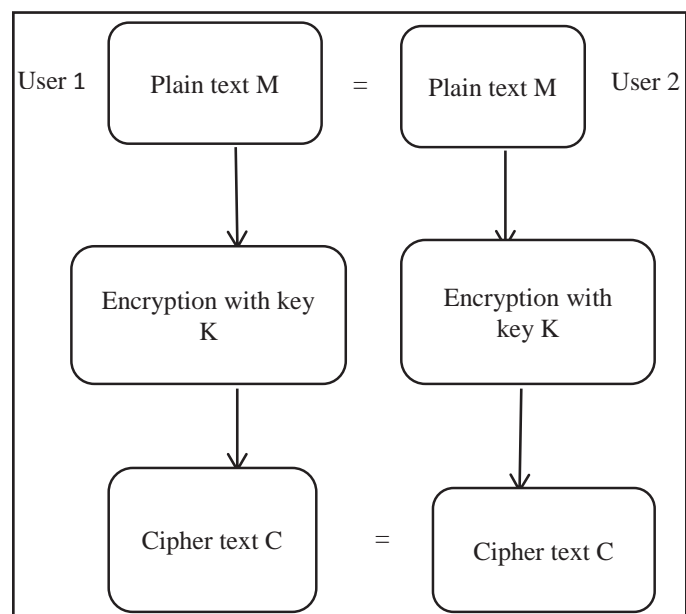 User 1
Plain text M
=
Plain text M
User 2
Encryption with key
K
Encryption with
key K
Cipher text C
=
Cipher text C